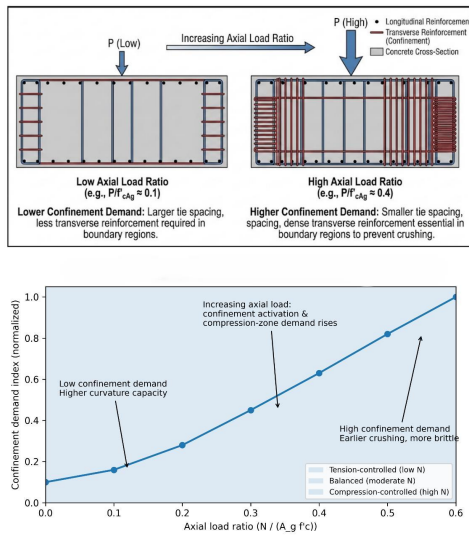 P (Low)
Increasing Axial Load Ratio
P (High)
Longitudinal Reinforcement
Transverse Reinforcement
(Confinement)
Concrete Cross-Section
Low Axial Load Ratio
(e.g., P/f'cAg ≈ 0.1)
Lower Confinement Demand: Larger tie spacing,
less transverse reinforcement required in
boundary regions.
High Axial Load Ratio
(e.g., P/f'cAg ≈ 0.4)
Higher Confinement Demand: Smaller tie spacing,
spacing, dense transverse reinforcement essential in
boundary regions to prevent crushing.
Confinement demand index (normalized)
1.0
0.8
0.6
0.4
0.2
0.0
Increasing axial load:
confinement activation &
compression-zone demand rises
Low confinement demand
Higher curvature capacity
High confinement demand
Earlier crushing, more brittle
Tension-controlled (low N)
Balanced (moderate N)
Compression-controlled (high N)
0.0 0.1 0.2 0.3 0.4 0.5 0.6
Axial load ratio (N / (A_g f'c))